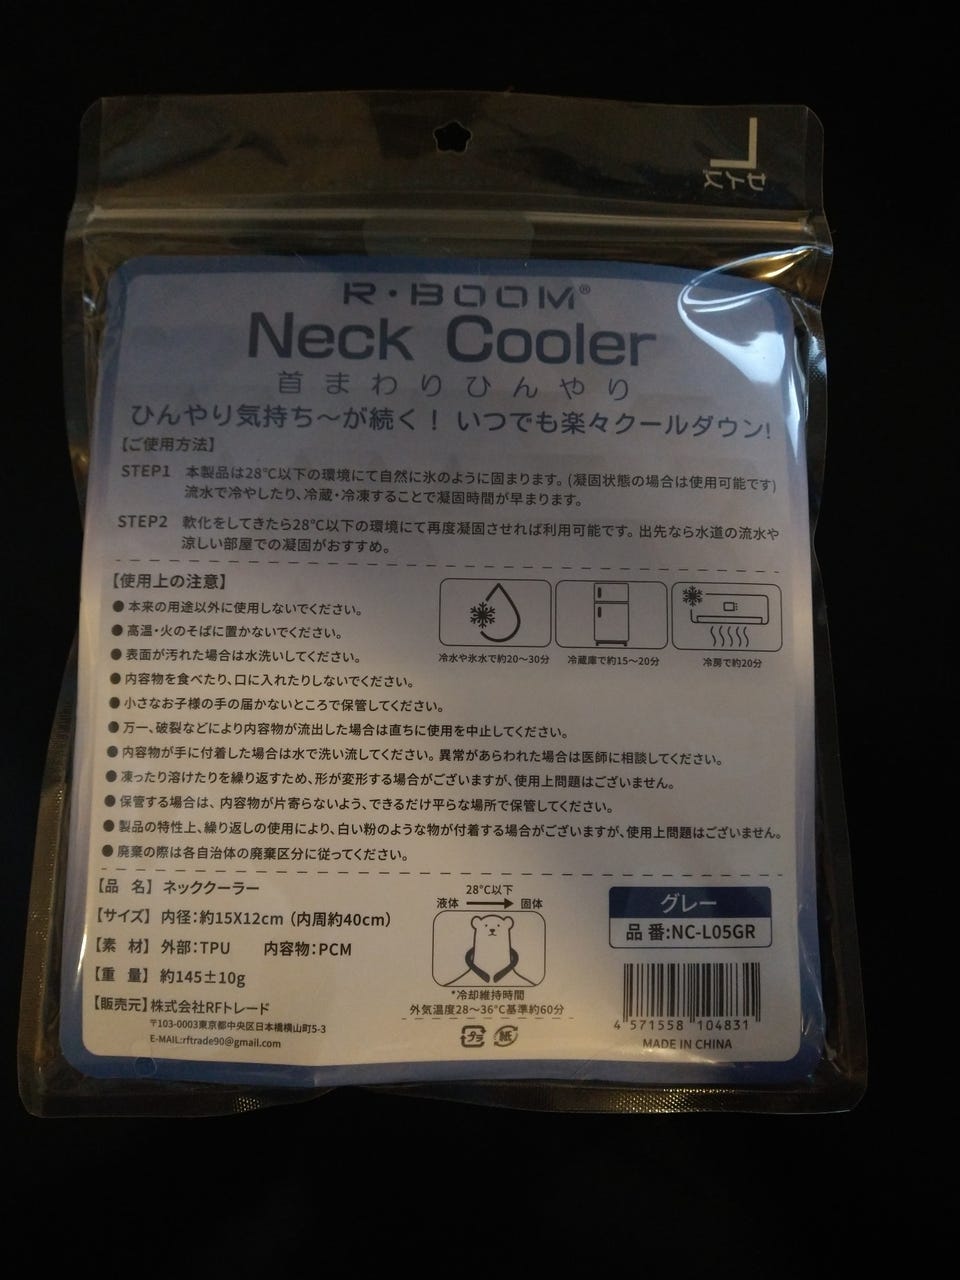 L
サイズ
R・BOOM®
Neck Cooler
首まわりひんやり
ひんやり気持ち～が続く！いつでも楽々クールダウン!
【ご使用方法】
STEP1 本製品は28℃以下の環境にて自然に氷のように固まります。(凝固状態の場合は使用可能です)
流水で冷やしたり、冷蔵・冷凍することで凝固時間が早まります。
STEP2 軟化をしてきたら28℃以下の環境にて再度凝固させれば利用可能です。出先なら水道の流水や
涼しい部屋での凝固がおすすめ。
【使用上の注意】
●本来の用途以外に使用しないでください。
●高温・火のそばに置かないでください。
●表面が汚れた場合は水洗いしてください。
冷水や氷水で約20～30分 冷蔵庫で約15～20分 冷房で約20分
●内容物を食べたり、口に入れたりしないでください。
●小さなお子様の手の届かないところで保管してください。
●万一、破裂などにより内容物が流出した場合は直ちに使用を中止してください。
●内容物が手に付着した場合は水で洗い流してください。異常があらわれた場合は医師に相談してください。
●凍ったり溶けたりを繰り返すため、形が変形する場合がございますが、使用上問題はございません。
●保管する場合は、内容物が片寄らないよう、できるだけ平らな場所で保管してください。
●製品の特性上、繰り返しの使用により、白い粉のような物が付着する場合がございますが、使用上問題はございません。
●廃棄の際は各自治体の廃棄区分に従ってください。
【品 名】ネッククーラー
【サイズ】内径：約15X12cm（内周約40cm）
【素 材】外部：TPU 内容物：PCM
【重 量】約145±10g
【販売元】株式会社RFトレード
〒103-0003東京都中央区日本橋横山町5-3
E-MAIL:rftrade90@gmail.com
28℃以下
液体 固体
*冷却維持時間
外気温度28～36℃基準約60分
プラ 紙
グレー
品番:NC-L05GR
4 571558 104831
MADE IN CHINA